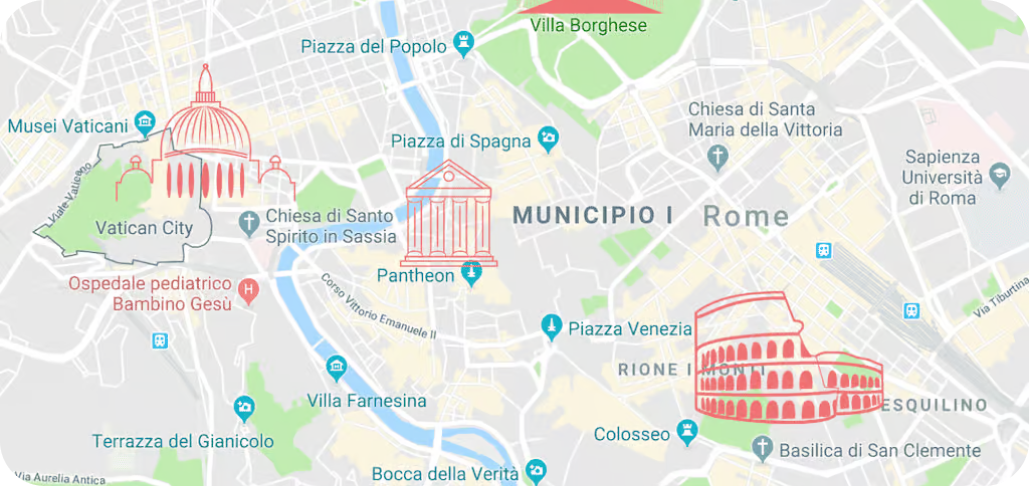 Villa Borghese
Piazza del Popolo
Chiesa di Santa
Maria della Vittoria
Musei Vaticani
Piazza di Spagna
Sapienza
Università
di Roma
Viale Vaticano
Vatican City
Chiesa di Santo
Spirito in Sassia
MUNICIPIO I
Rome
Pantheon
Ospedale pediatrico
Bambino Gesù
H
Corso Vittorio Emanuele II
Via Tiburtina
Piazza Venezia
RIONE I MONTI
Villa Farnesina
ESQUILINO
Terrazza del Gianicolo
Colosseo
Basilica di San Clemente
Via Aurelia Antica
Bocca della Verità